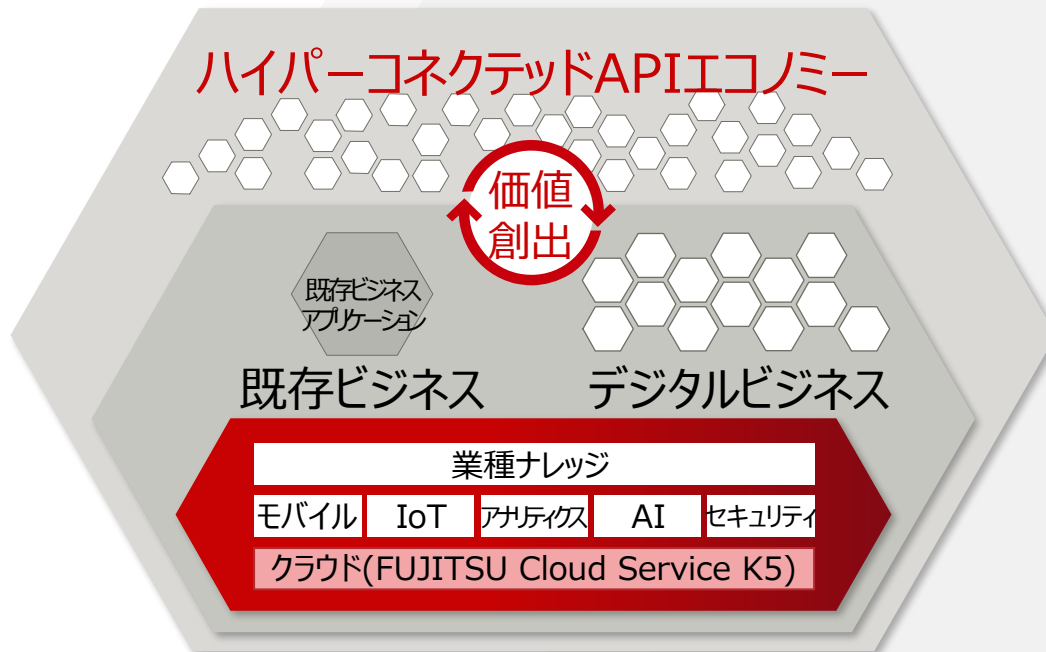 ハイパーコネクテッドAPIエコノミー
価値
創出
既存ビジネス
アプリケーション
既存ビジネス
デジタルビジネス
業種ナレッジ
モバイル
IoT
アナリティクス
AI
セキュリティ
クラウド(FUJITSU Cloud Service K5)